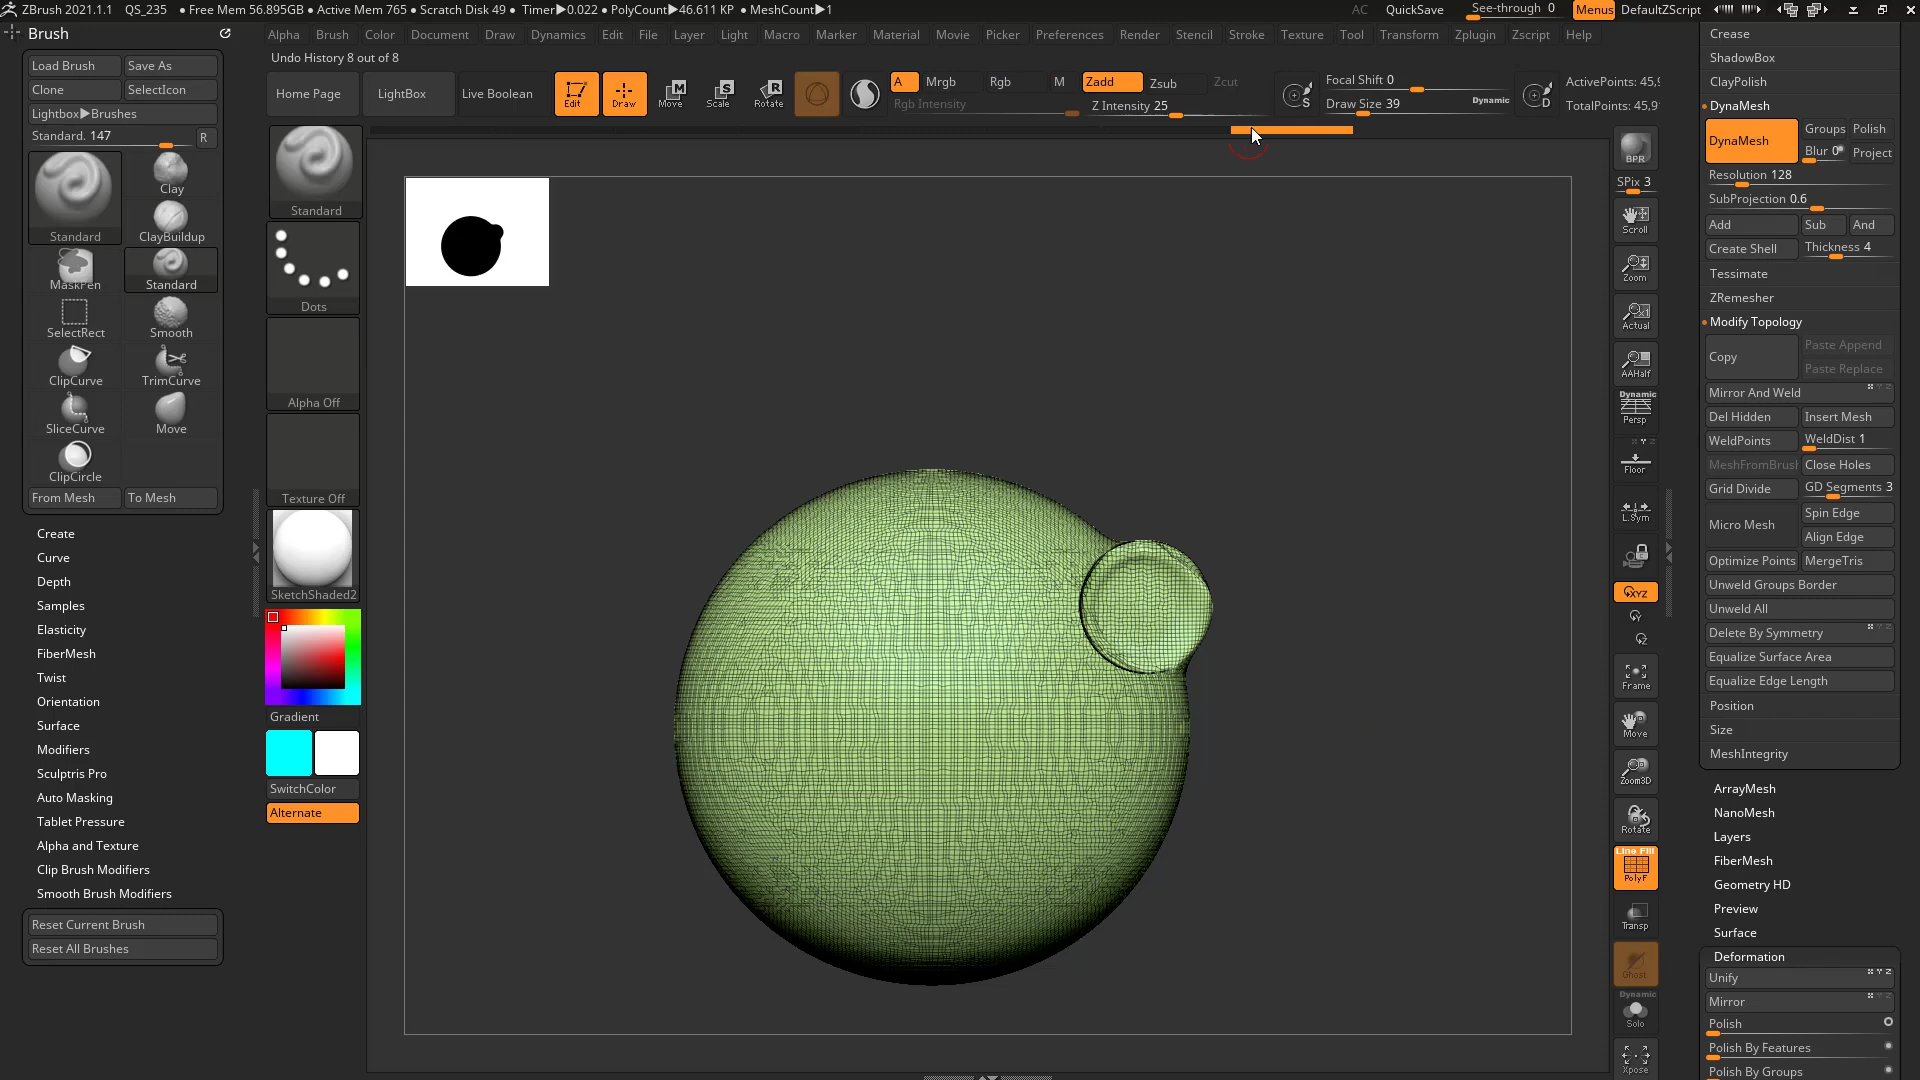 ZBrush 2021.1.1 QS_235 • Free Mem 56.895GB • Active Mem 765 • Scratch Disk 49 • Timer▶0.022 • PolyCount▶46.611 KP • MeshCount▶1 AC QuickSave See-through 0 Menus DefaultZScript
Brush
Alpha Brush Color Document Draw Dynamics Edit File Layer Light Macro Marker Material Movie Picker Preferences Render Stencil Stroke Texture Tool Transform Zplugin Zscript Help
Undo History 8 out of 8
Load Brush Save As
Clone SelectIcon
Lightbox▶Brushes
Standard. 147 R
Standard
Clay
ClayBuildup
MaskPen
Standard
SelectRect
Smooth
ClipCurve
TrimCurve
SliceCurve
Move
ClipCircle
From Mesh To Mesh
Create
Curve
Depth
Samples
Elasticity
FiberMesh
Twist
Orientation
Surface
Modifiers
Sculptris Pro
Auto Masking
Tablet Pressure
Alpha and Texture
Clip Brush Modifiers
Smooth Brush Modifiers
Reset Current Brush
Reset All Brushes
Home Page LightBox Live Boolean
Edit
Draw
M
Move
S
Scale
R
Rotate
A Mrgb Rgb M Zadd Zsub Zcut
Rgb Intensity Z Intensity 25
S
Focal Shift 0
Draw Size 39 Dynamic
D
ActivePoints: 45,9
TotalPoints: 45,9
Standard
Dots
Alpha Off
Texture Off
SketchShaded2
Gradient
SwitchColor
Alternate
BPR
SPix 3
Scroll
Zoom
Actual
AAHalf
Dynamic
Persp
Floor
L.Sym
XYZ
Frame
Move
Zoom3D
Rotate
Line Fill
PolyF
Transp
Ghost
Dynamic
Solo
Xpose
Crease
ShadowBox
ClayPolish
DynaMesh
DynaMesh Groups Polish
Blur 0 Project
Resolution 128
SubProjection 0.6
Add Sub And
Create Shell Thickness 4
Tessimate
ZRemesher
Modify Topology
Copy Paste Append
Paste Replace
Mirror And Weld
Del Hidden Insert Mesh
WeldPoints WeldDist 1
MeshFromBrush Close Holes
Grid Divide GD Segments 3
Micro Mesh Spin Edge
Align Edge
Optimize Points MergeTris
Unweld Groups Border
Unweld All
Delete By Symmetry
Equalize Surface Area
Equalize Edge Length
Position
Size
MeshIntegrity
ArrayMesh
NanoMesh
Layers
FiberMesh
Geometry HD
Preview
Surface
Deformation
Unify
Mirror
Polish
Polish By Features
Polish By Groups